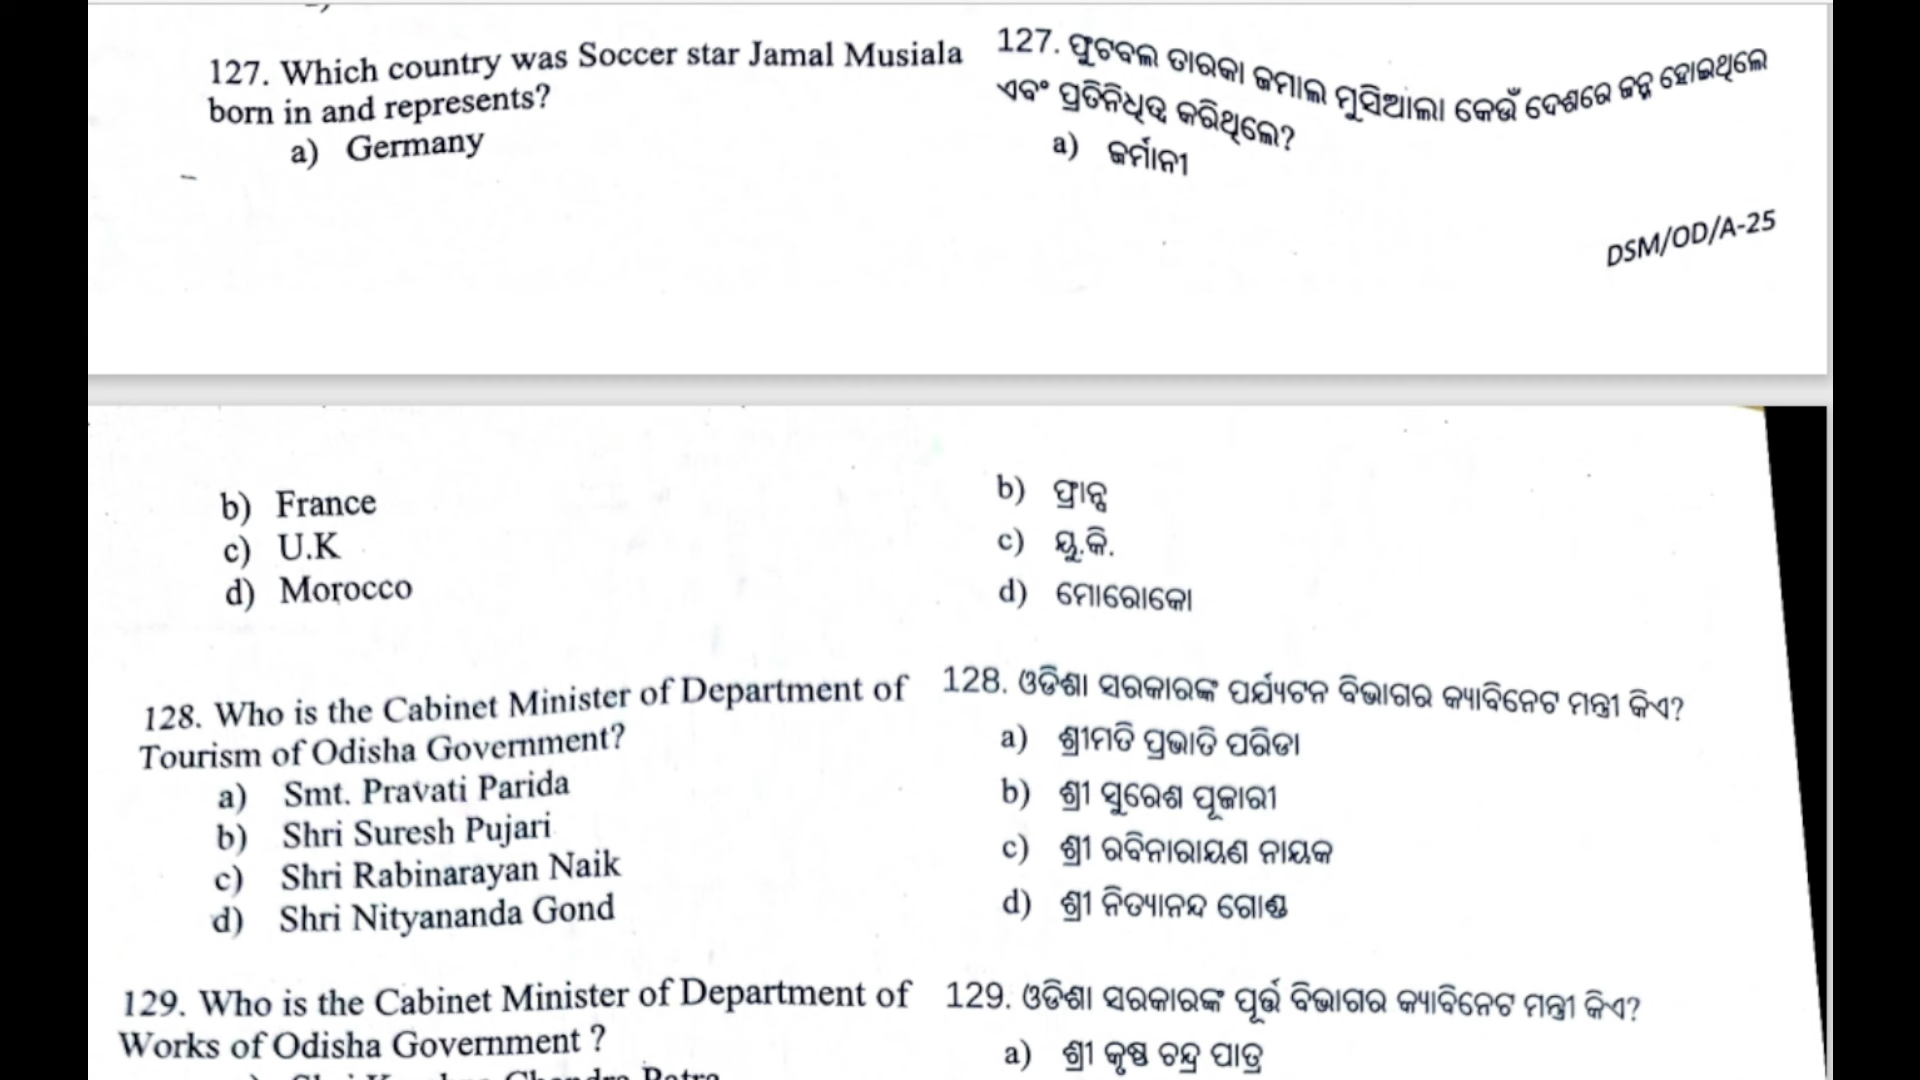 127. Which country was Soccer star Jamal Musiala
born in and represents?
a) Germany
127. ଫୁଟବଲ ତାରକା ଜମାଲ ମୁସିଆଲା କେଉଁ ଦେଶରେ ଜନ୍ମ ହୋଇଥିଲେ
ଏବଂ ପ୍ରତିନିଧିତ୍ୱ କରିଥିଲେ?
a) ଜର୍ମାନୀ
DSM/OD/A-25
b) France
c) U.K
d) Morocco
b) ଫ୍ରାନ୍ସ
c) ୟୁ.କି.
d) ମୋରୋକୋ
128. Who is the Cabinet Minister of Department of
Tourism of Odisha Government?
a) Smt. Pravati Parida
b) Shri Suresh Pujari
c) Shri Rabinarayan Naik
d) Shri Nityananda Gond
128. ଓଡିଶା ସରକାରଙ୍କ ପର୍ଯ୍ୟଟନ ବିଭାଗର କ୍ୟାବିନେଟ ମନ୍ତ୍ରୀ କିଏ?
a) ଶ୍ରୀମତି ପ୍ରଭାତି ପରିଡା
b) ଶ୍ରୀ ସୁରେଶ ପୂଜାରୀ
c) ଶ୍ରୀ ରବିନାରାୟଣ ନାୟକ
d) ଶ୍ରୀ ନିତ୍ୟାନନ୍ଦ ଗୋଣ୍ଡ
129. Who is the Cabinet Minister of Department of
Works of Odisha Government ?
129. ଓଡିଶା ସରକାରଙ୍କ ପୂର୍ତ୍ତ ବିଭାଗର କ୍ୟାବିନେଟ ମନ୍ତ୍ରୀ କିଏ?
a) ଶ୍ରୀ କୃଷ୍ଣ ଚନ୍ଦ୍ର ପାତ୍ର